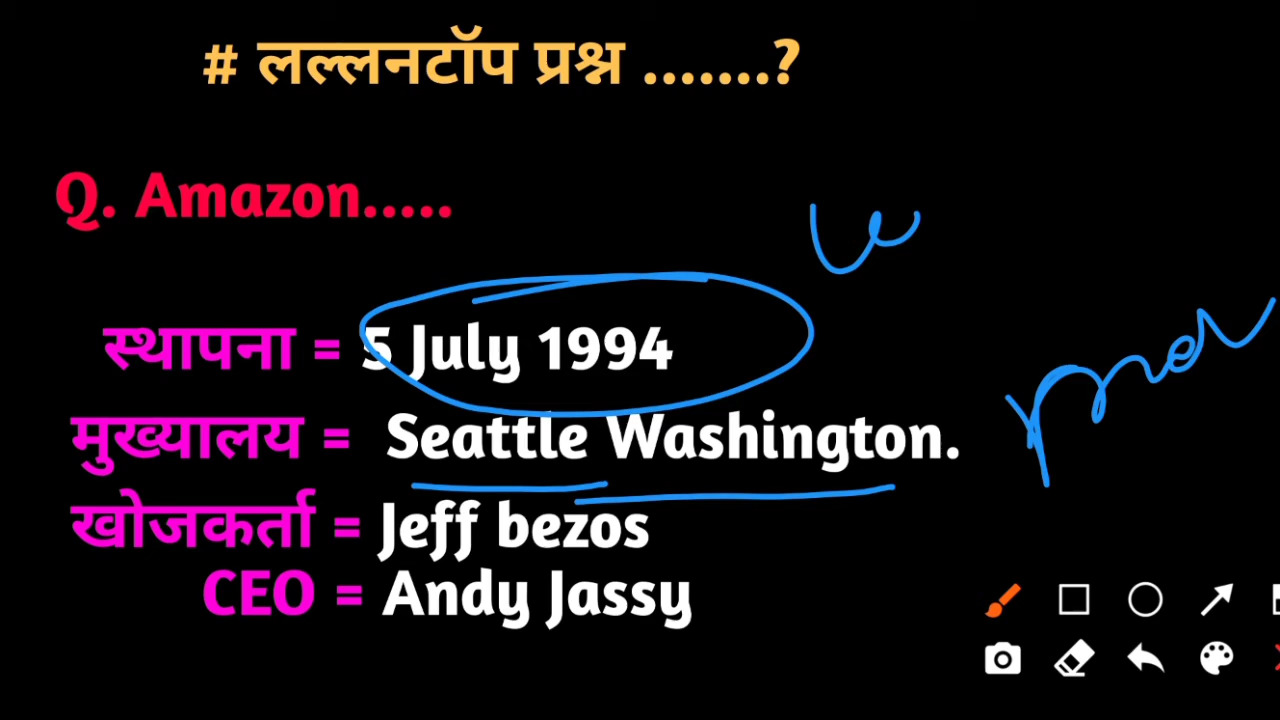 # लल्लनटॉप प्रश्न .......?
Q. Amazon.....
स्थापना = 5 July 1994
मुख्यालय = Seattle Washington.
खोजकर्ता = Jeff bezos
CEO = Andy Jassy